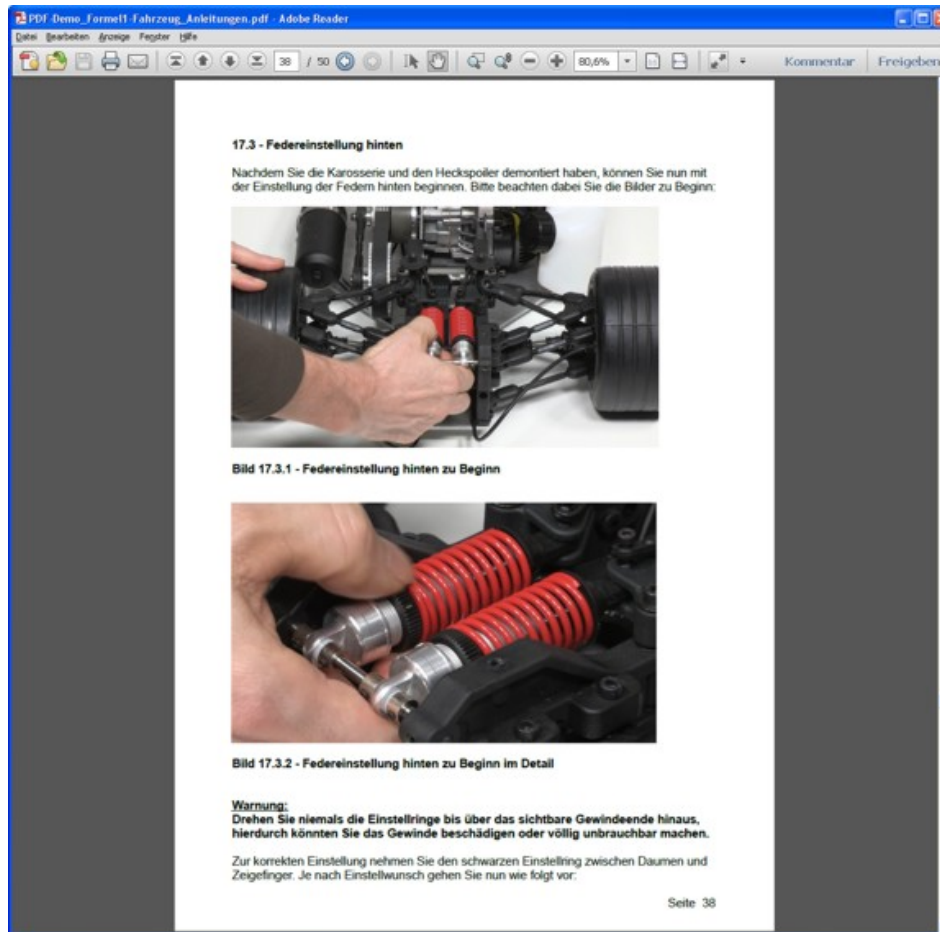 PDF-Demo_Formel1-Fahrzeug_Anleitungen.pdf - Adobe Reader
Datei Bearbeiten Anzeige Fenster Hilfe
38 / 50 80,6% Kommentar Freigeben
17.3 - Federeinstellung hinten
Nachdem Sie die Karosserie und den Heckspoiler demontiert haben, können Sie nun mit
der Einstellung der Federn hinten beginnen. Bitte beachten dabei Sie die Bilder zu Beginn:
Bild 17.3.1 - Federeinstellung hinten zu Beginn
Bild 17.3.2 - Federeinstellung hinten zu Beginn im Detail
Warnung:
Drehen Sie niemals die Einstellringe bis über das sichtbare Gewindeende hinaus,
hierdurch könnten Sie das Gewinde beschädigen oder völlig unbrauchbar machen.
Zur korrekten Einstellung nehmen Sie den schwarzen Einstellring zwischen Daumen und
Zeigefinger. Je nach Einstellwunsch gehen Sie nun wie folgt vor:
Seite 38